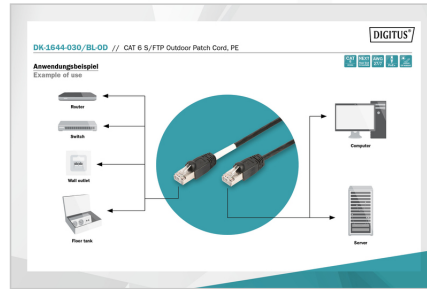 DIGITUS®
DK-1644-030/BL-OD // CAT 6 S/FTP Outdoor Patch Cord, PE
Anwendungsbeispiel
Example of use
Router
Switch
Wall outlet
Floor tank
Computer
Server